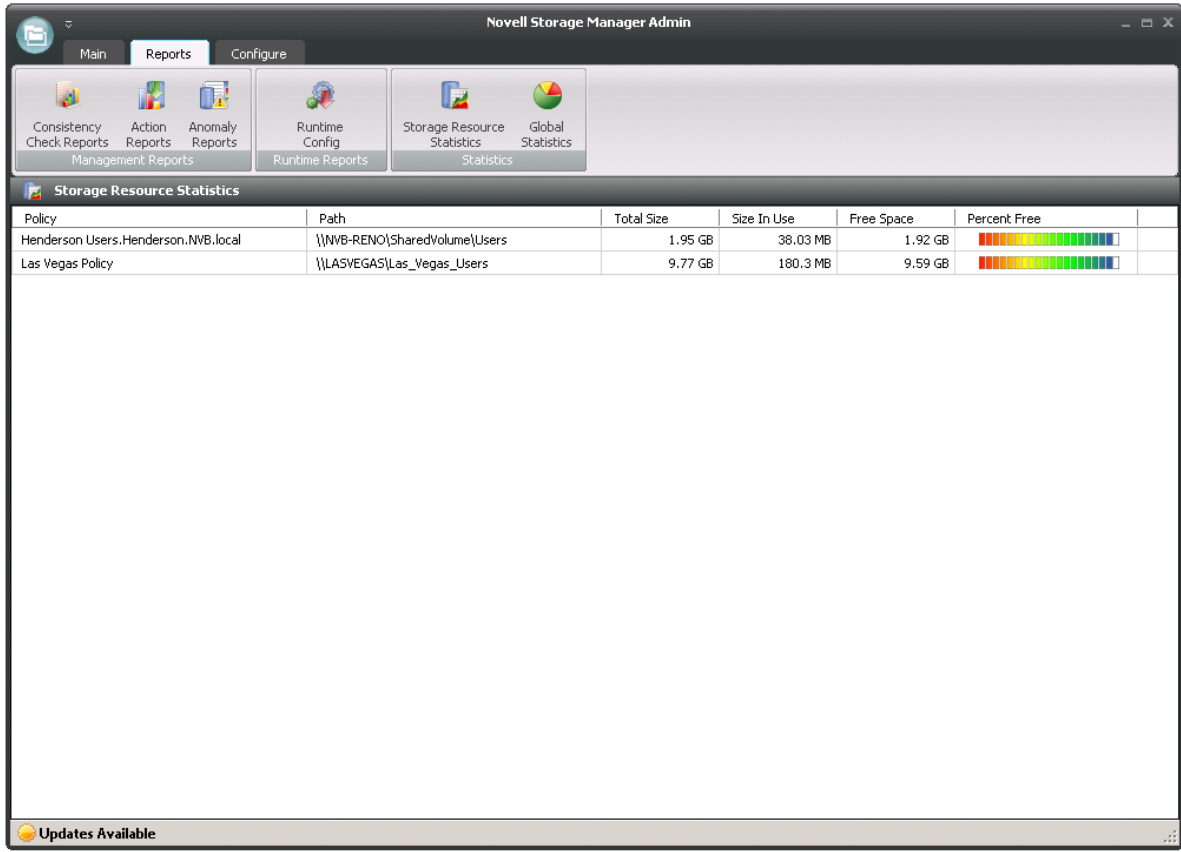 Novell Storage Manager Admin
Main Reports Configure
Consistency Check Reports
Action Reports
Anomaly Reports
Management Reports
Runtime Config
Runtime Reports
Storage Resource Statistics
Global Statistics
Statistics
Storage Resource Statistics
Policy Path Total Size Size In Use Free Space Percent Free
Henderson Users.Henderson.NVB.local \\NVB-RENO\SharedVolume\Users 1.95 GB 38.03 MB 1.92 GB
Las Vegas Policy \\LASVEGAS\Las_Vegas_Users 9.77 GB 180.3 MB 9.59 GB
Updates Available